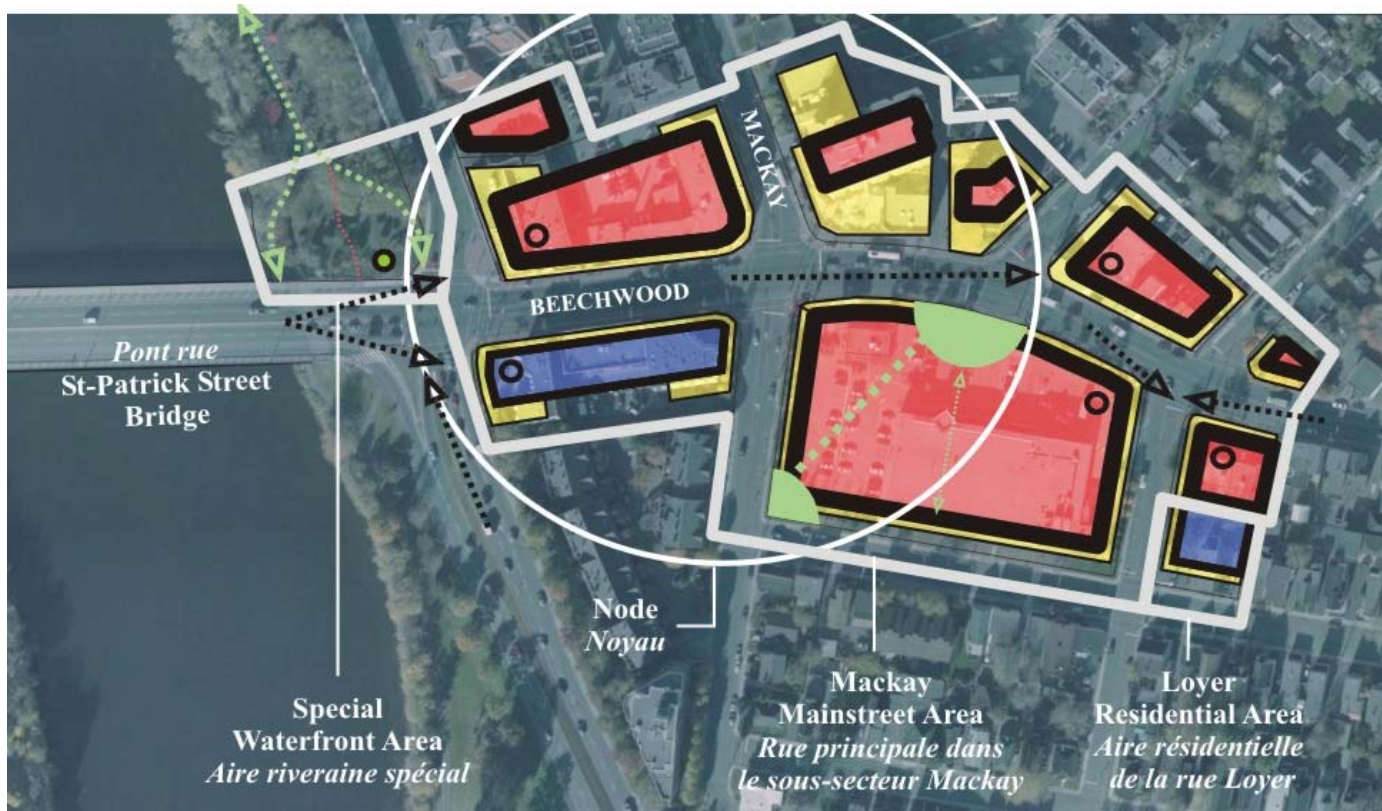 MACKAY
BEECHWOOD
Pont rue
St-Patrick Street
Bridge
Node
Noyau
Special
Waterfront Area
Aire riveraine spécial
Mackay
Mainstreet Area
Rue principale dans
le sous-secteur Mackay
Loyer
Residential Area
Aire résidentielle
de la rue Loyer